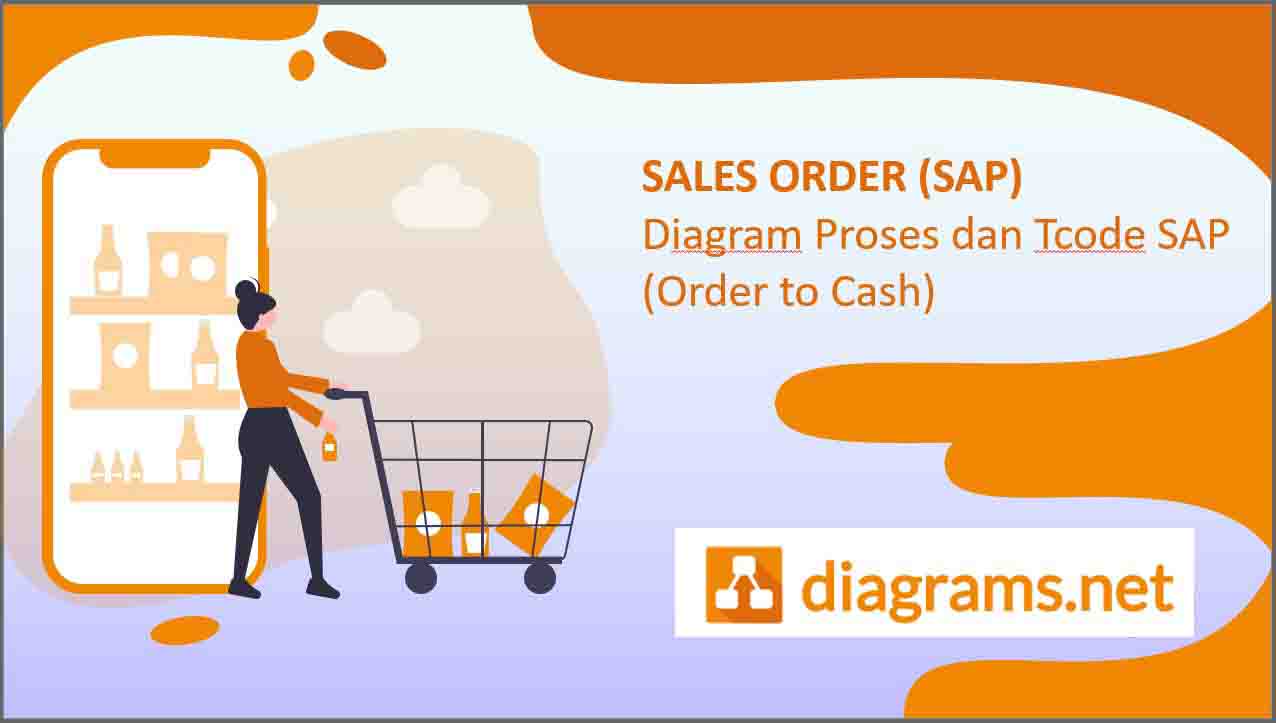 SALES ORDER (SAP)
Diagram Proses dan Tcode SAP
(Order to Cash)
diagrams.net